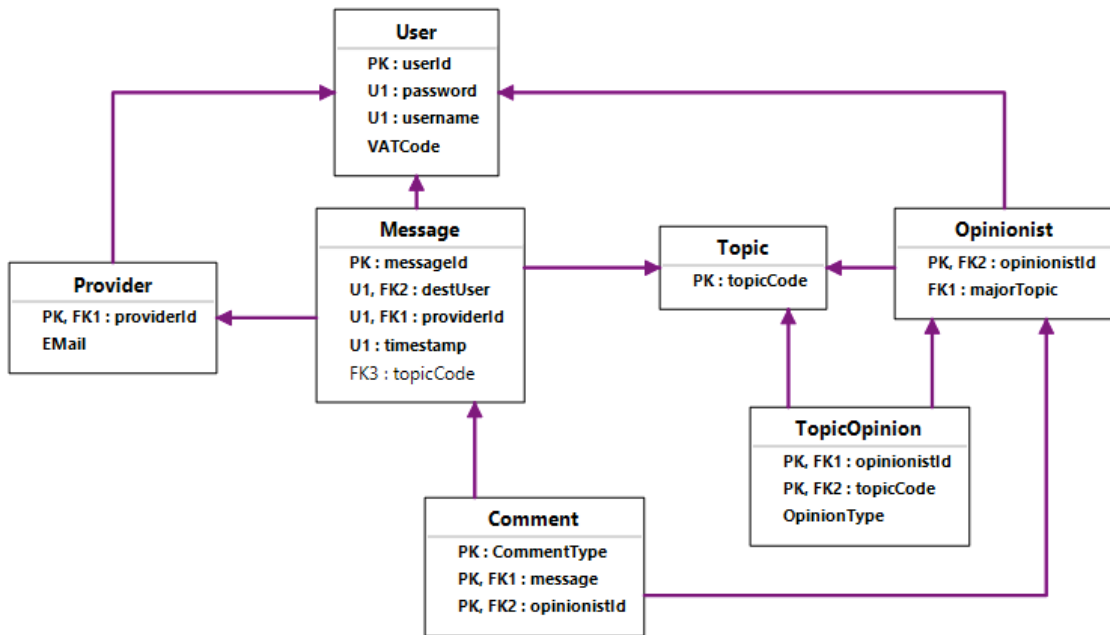 User
PK : userId
U1 : password
U1 : username
VATCode
Message
PK : messageId
U1, FK2 : destUser
U1, FK1 : providerId
U1 : timestamp
FK3 : topicCode
Topic
PK : topicCode
Opinionist
PK, FK2 : opinionistId
FK1 : majorTopic
Provider
PK, FK1 : providerId
EMail
TopicOpinion
PK, FK1 : opinionistId
PK, FK2 : topicCode
OpinionType
Comment
PK : CommentType
PK, FK1 : message
PK, FK2 : opinionistId